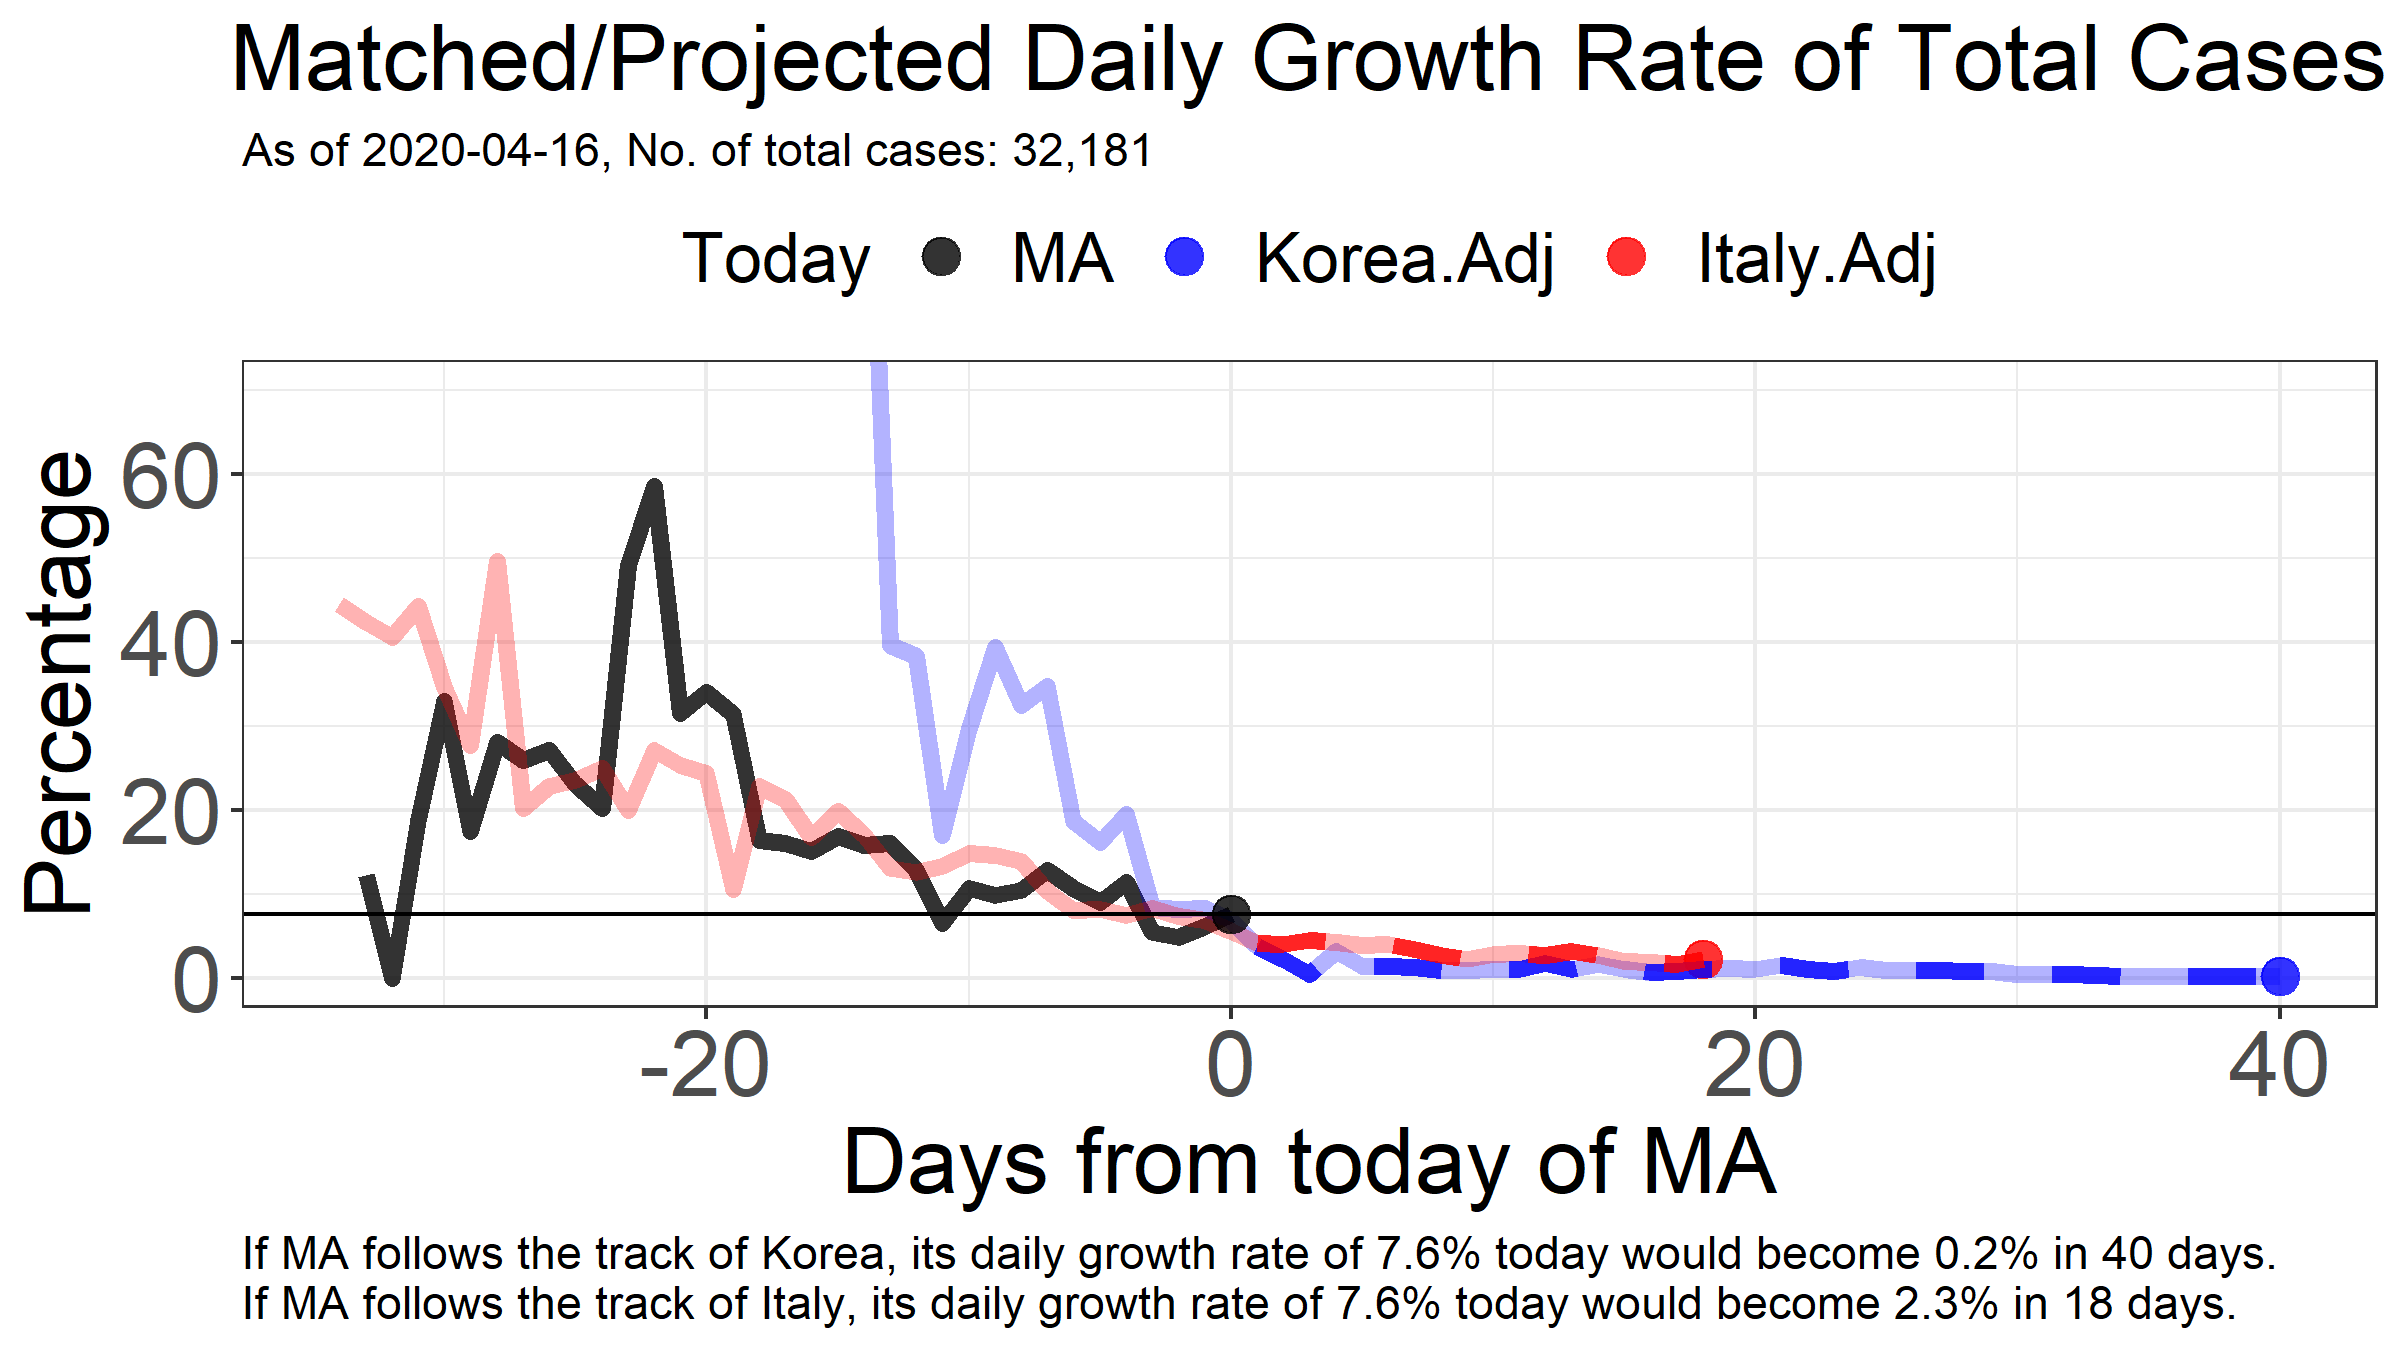 Matched/Projected Daily Growth Rate of Total Cases
As of 2020-04-16, No. of total cases: 32,181
Today MA Korea.Adj Italy.Adj
Percentage
60
40
20
0
-20 0 20 40
Days from today of MA
If MA follows the track of Korea, its daily growth rate of 7.6% today would become 0.2% in 40 days.
If MA follows the track of Italy, its daily growth rate of 7.6% today would become 2.3% in 18 days.